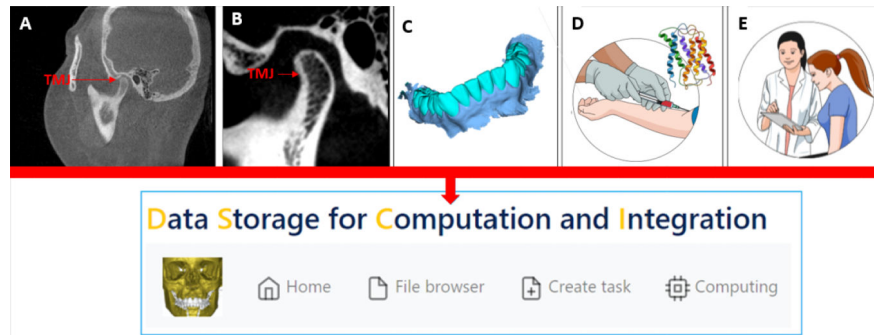 A
B
C
D
E
TMJ
TMJ
Data Storage for Computation and Integration
Home
File browser
Create task
Computing